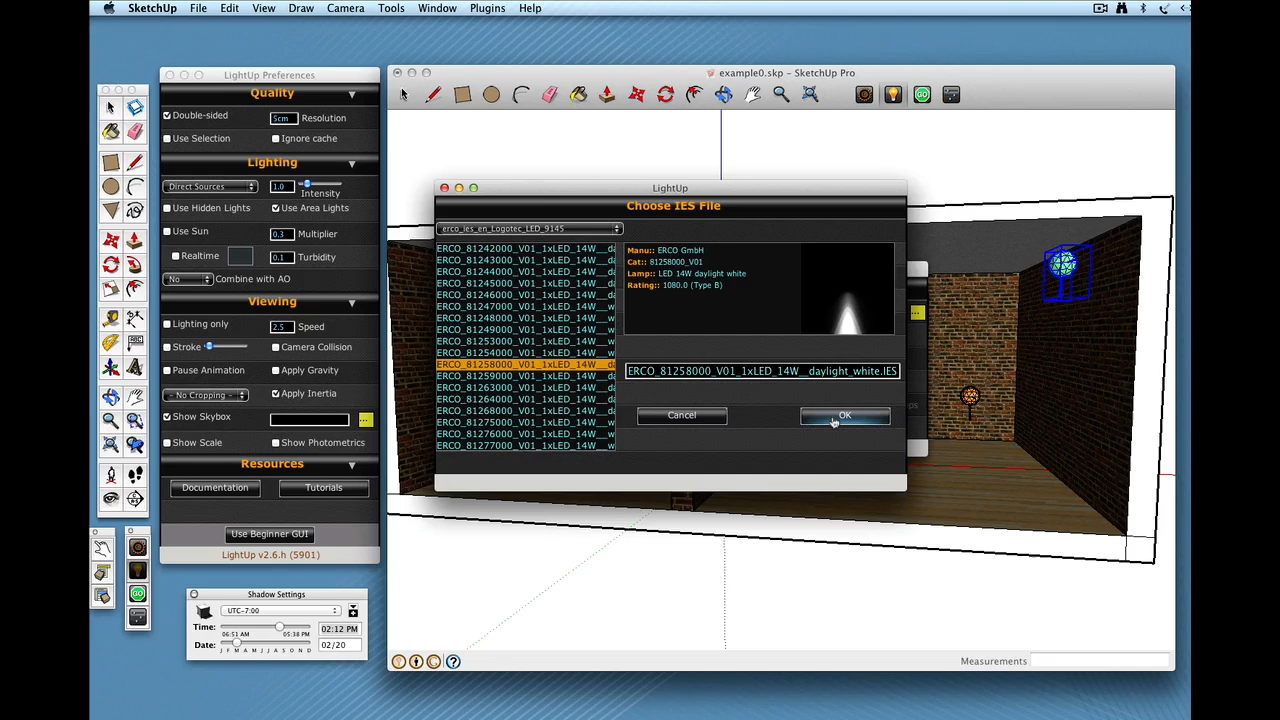 SketchUp File Edit View Draw Camera Tools Window Plugins Help
LightUp Preferences
Quality
Double-sided 5cm Resolution
Use Selection Ignore cache
Lighting
Direct Sources 1.0 Intensity
Use Hidden Lights Use Area Lights
Use Sun 0.3 Multiplier
Realtime 0.1 Turbidity
No Combine with AO
Viewing
Lighting only 2.5 Speed
Stroke Camera Collision
Pause Animation Apply Gravity
- No Cropping - Apply Inertia
Show Skybox ...
Show Scale Show Photometrics
Resources
Documentation Tutorials
Use Beginner GUI
LightUp v2.6.h (5901)
Shadow Settings
UTC-7:00
Time: 02:12 PM
06:51 AM 05:38 PM
Date: 02/20
J F M A M J J A S O N D
example0.skp - SketchUp Pro
LightUp
Choose IES File
erco_ies_en_Logotec_LED_9145
ERCO_81242000_V01_1xLED_14W__da
ERCO_81243000_V01_1xLED_14W__da
ERCO_81244000_V01_1xLED_14W__da
ERCO_81245000_V01_1xLED_14W__da
ERCO_81246000_V01_1xLED_14W__w
ERCO_81247000_V01_1xLED_14W__w
ERCO_81248000_V01_1xLED_14W__w
ERCO_81249000_V01_1xLED_14W__w
ERCO_81253000_V01_1xLED_14W__da
ERCO_81254000_V01_1xLED_14W__w
ERCO_81258000_V01_1xLED_14W__da
ERCO_81259000_V01_1xLED_14W__da
ERCO_81263000_V01_1xLED_14W__da
ERCO_81264000_V01_1xLED_14W__w
ERCO_81268000_V01_1xLED_14W__da
ERCO_81275000_V01_1xLED_14W__da
ERCO_81276000_V01_1xLED_14W__w
ERCO_81277000_V01_1xLED_14W__w
Manu:: ERCO GmbH
Cat:: 81258000_V01
Lamp:: LED 14W daylight white
Rating:: 1080.0 (Type B)
ERCO_81258000_V01_1xLED_14W__daylight_white.IES
Cancel OK
...
ps
Measurements